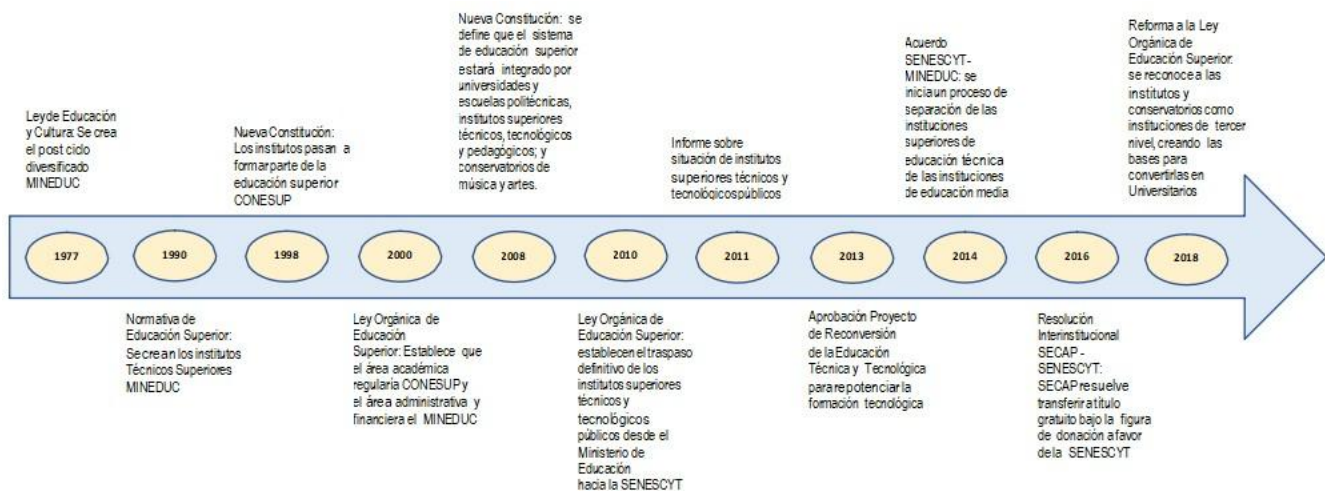 Ley de Educación
y Cultura: Se crea
el post ciclo
diversificado
MINEDUC
Nueva Constitución:
Los institutos pasan a
formar parte de la
educación superior
CONESUP
Nueva Constitución: se
define que el sistema
de educación superior
estará integrado por
universidades y
escuelas politécnicas,
institutos superiores
técnicos, tecnológicos
y pedagógicos; y
conservatorios de
música y artes.
Informe sobre
situación de institutos
superiores técnicos y
tecnológicos públicos
Acuerdo
SENESCYT-
MINEDUC: se
inicia un proceso de
separación de las
instituciones
superiores de
educación técnica
de las instituciones
de educación media
Reforma a la Ley
Orgánica de
Educación Superior:
se reconoce a las
institutos y
conservatorios como
instituciones de tercer
nivel, creando las
bases para
convertirlas en
Universitarios
1977
1990
1998
2000
2008
2010
2011
2013
2014
2016
2018
Normativa de
Educación Superior:
Se crean los institutos
Técnicos Superiores
MINEDUC
Ley Orgánica de
Educación
Superior: Establece que
el área académica
regularía CONESUP y
el área administrativa y
financiera el MINEDUC
Ley Orgánica de
Educación Superior:
establecen el traspaso
definitivo de los
institutos superiores
técnicos y
tecnológicos
públicos desde el
Ministerio de
Educación
hacia la SENESCYT
Aprobación Proyecto
de Reconversión
de la Educación
Técnica y Tecnológica
para repotenciar la
formación tecnológica
Resolución
Interinstitucional
SECAP -
SENESCYT:
SECAP resuelve
transferir a título
gratuito bajo la figura
de donación a favor
de la SENESCYT